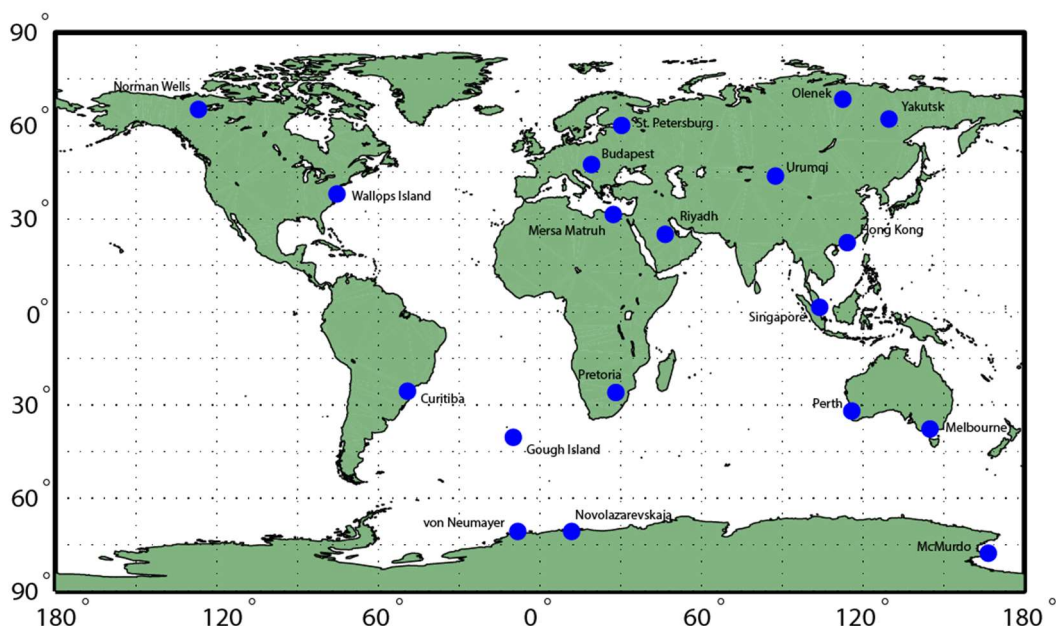 90°
Norman Wells
Olenek
Yakutsk
60°
St. Petersburg
Budapest
Urumqi
Wallops Island
30°
Riyadh
Mersa Matruh
Hong Kong
0°
Singapore
Pretoria
Curitiba
Perth
30°
Melbourne
Gough Island
60°
Novolazarevskaja
von Neumayer
McMurdo
90°
180° 120° 60° 0° 60° 120° 180°